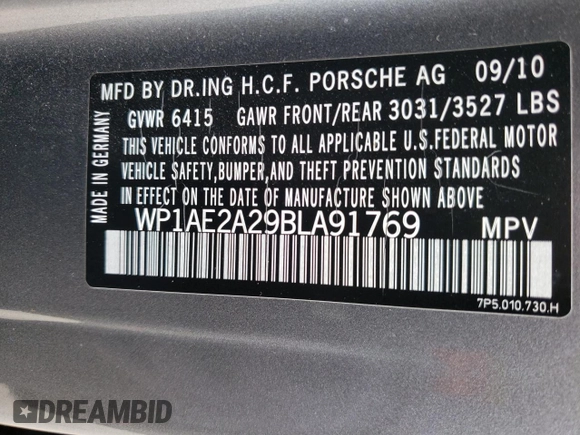 MFD BY DR.ING H.C.F. PORSCHE AG 09/10
GVWR 6415 GAWR FRONT/REAR 3031/3527 LBS
THIS VEHICLE CONFORMS TO ALL APPLICABLE U.S.FEDERAL MOTOR
VEHICLE SAFETY,BUMPER,AND THEFT PREVENTION STANDARDS
IN EFFECT ON THE DATE OF MANUFACTURE SHOWN ABOVE
WP1AE2A29BLA91769 MPV
MADE IN GERMANY
7P5.010.730.H
DREAMBID